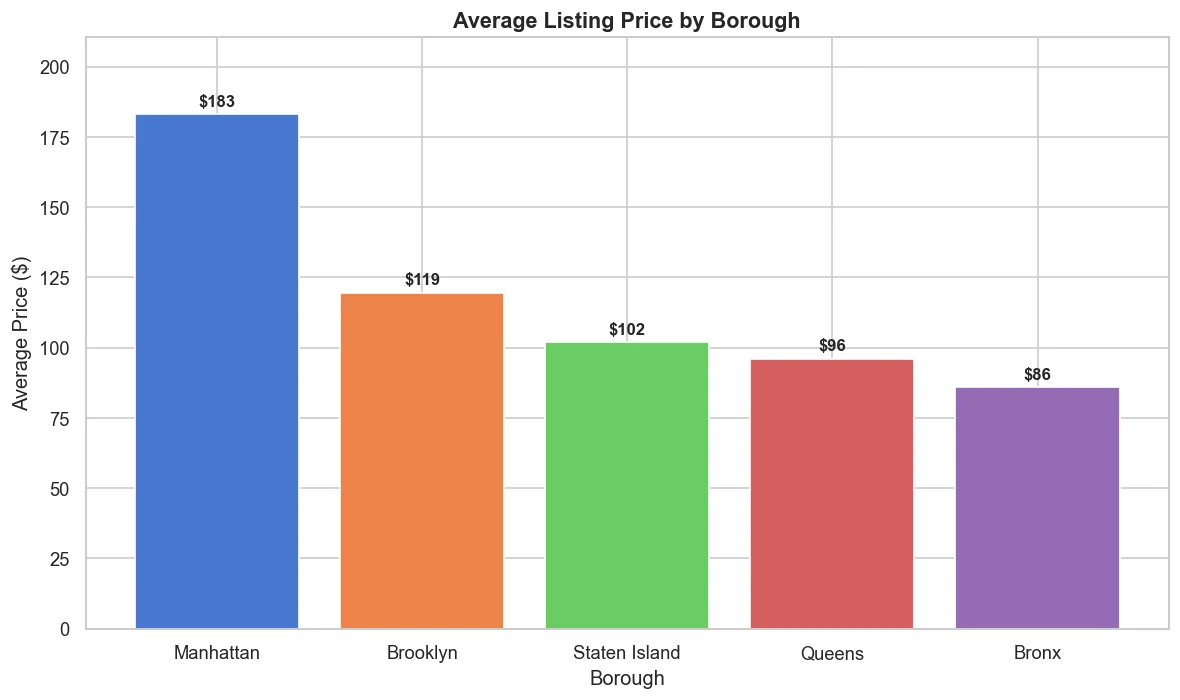 Average Listing Price by Borough
Average Price ($)
200
175
150
125
100
75
50
25
0
$183
$119
$102
$96
$86
Manhattan
Brooklyn
Staten Island
Queens
Bronx
Borough